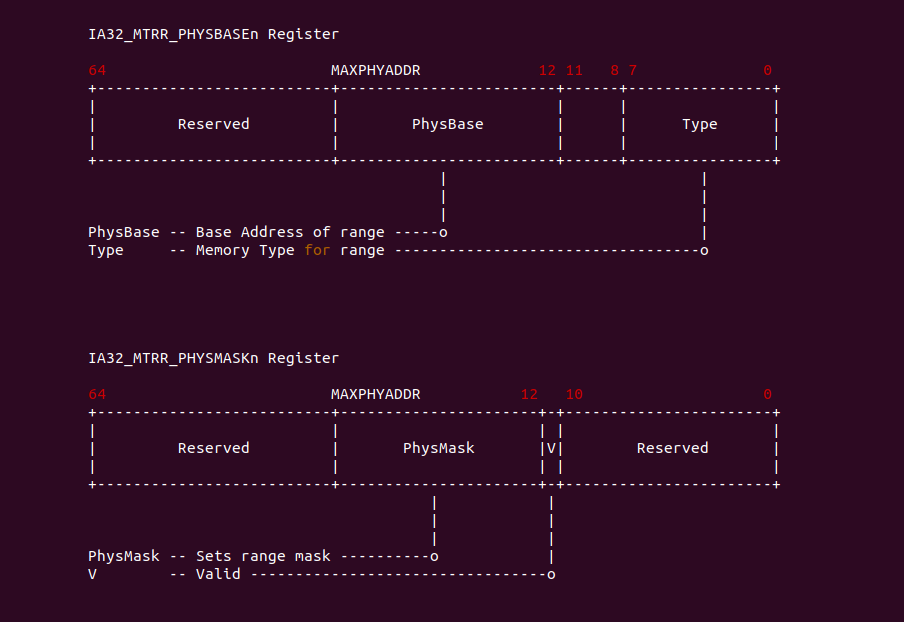 IA32_MTRR_PHYSBASEn Register
64                         MAXPHYADDR             12 11   8 7              0
+--------------------------+------------------------+------+----------------+
|                          |                        |      |                |
|         Reserved         |        PhysBase        |      |      Type      |
|                          |                        |      |                |
+--------------------------+------------------------+------+----------------+
                                       |                            |
                                       |                            |
                                       |                            |
PhysBase -- Base Address of range -----o                            |
Type     -- Memory Type for range ----------------------------------o
IA32_MTRR_PHYSMASKn Register
64                         MAXPHYADDR           12   10                    0
+--------------------------+----------------------+-+-----------------------+
|                          |                      | |                       |
|         Reserved         |       PhysMask       |V|        Reserved       |
|                          |                      | |                       |
+--------------------------+----------------------+-+-----------------------+
                                      |            |
                                      |            |
                                      |            |
PhysMask -- Sets range mask ----------o            |
V        -- Valid ---------------------------------o